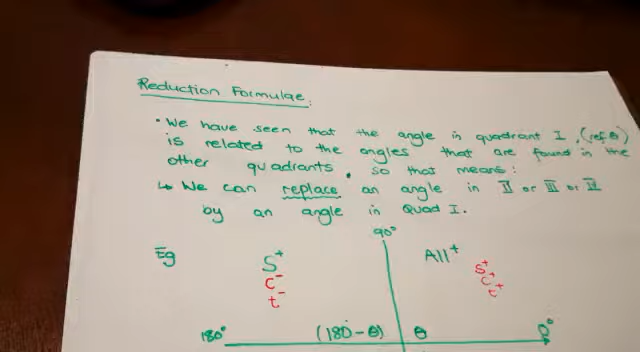 Reduction Formulae:
• We have seen that the angle in quadrant I, (ref θ)
is related to the angles that are found in the
other quadrants, so that means:
↳ We can replace an angle in II or III or IV
by an angle in Quad I.
90°
Eg S⁺ All⁺
C⁻ S⁺
t⁻ C⁺
t⁺
180° (180° - θ) θ 0°